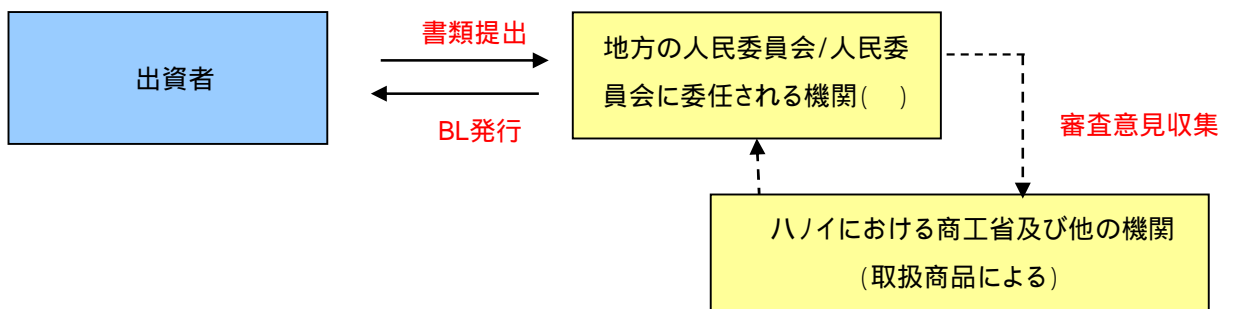 書類提出
出資者
地方の人民委員会/人民委
員会に委任される機関(　)
BL発行
審査意見収集
ハノイにおける商工省及び他の機関
(取扱商品による)